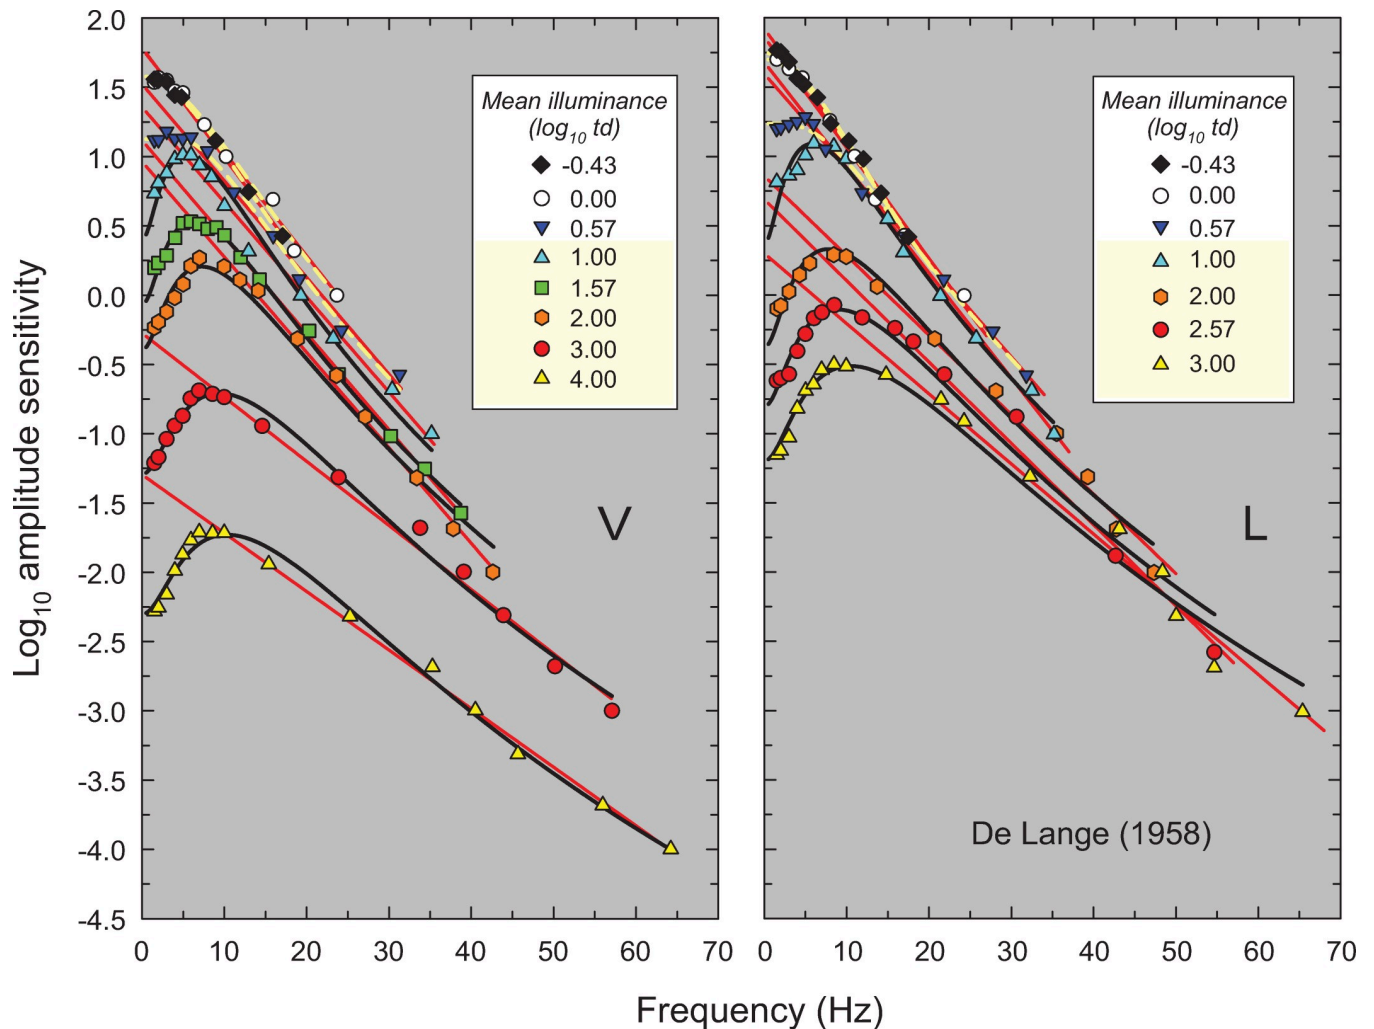 Log10 amplitude sensitivity
2.0
1.5
1.0
0.5
0.0
-0.5
-1.0
-1.5
-2.0
-2.5
-3.0
-3.5
-4.0
-4.5
Mean illuminance
(log10 td)
-0.43
0.00
0.57
1.00
1.57
2.00
3.00
4.00
V
0 10 20 30 40 50 60 70
Mean illuminance
(log10 td)
-0.43
0.00
0.57
1.00
2.00
2.57
3.00
L
De Lange (1958)
0 10 20 30 40 50 60 70
Frequency (Hz)